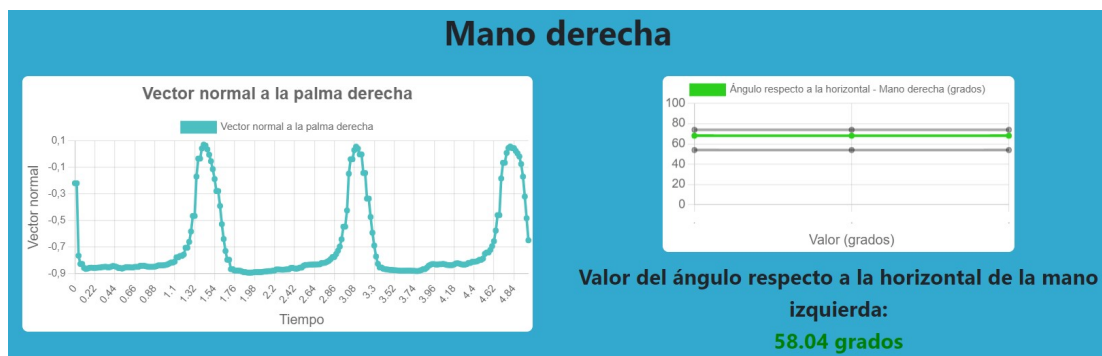 Mano derecha
Vector normal a la palma derecha
Vector normal a la palma derecha
Vector normal
0,1
-0,1
-0,3
-0,5
-0,7
-0,9
0 0.22 0.44 0.66 0.88 1.1 1.32 1.54 1.76 1.98 2.2 2.42 2.64 2.86 3.08 3.3 3.52 3.74 3.96 4.18 4.4 4.62 4.84
Tiempo
Ángulo respecto a la horizontal - Mano derecha (grados)
100
80
60
40
20
0
Valor (grados)
Valor del ángulo respecto a la horizontal de la mano
izquierda:
58.04 grados